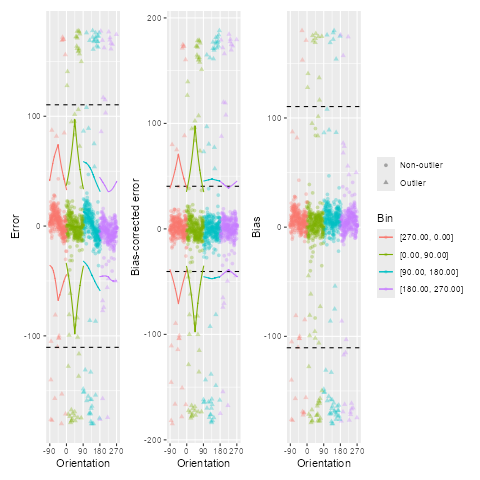 Error
100
0
-100
-90 0 90 180 270
Orientation
Bias-corrected error
200
100
0
-100
-200
-90 0 90 180 270
Orientation
Bias
100
0
-100
-90 0 90 180 270
Orientation
Non-outlier
Outlier
Bin
[270.00, 0.00]
[0.00, 90.00]
[90.00, 180.00]
[180.00, 270.00]